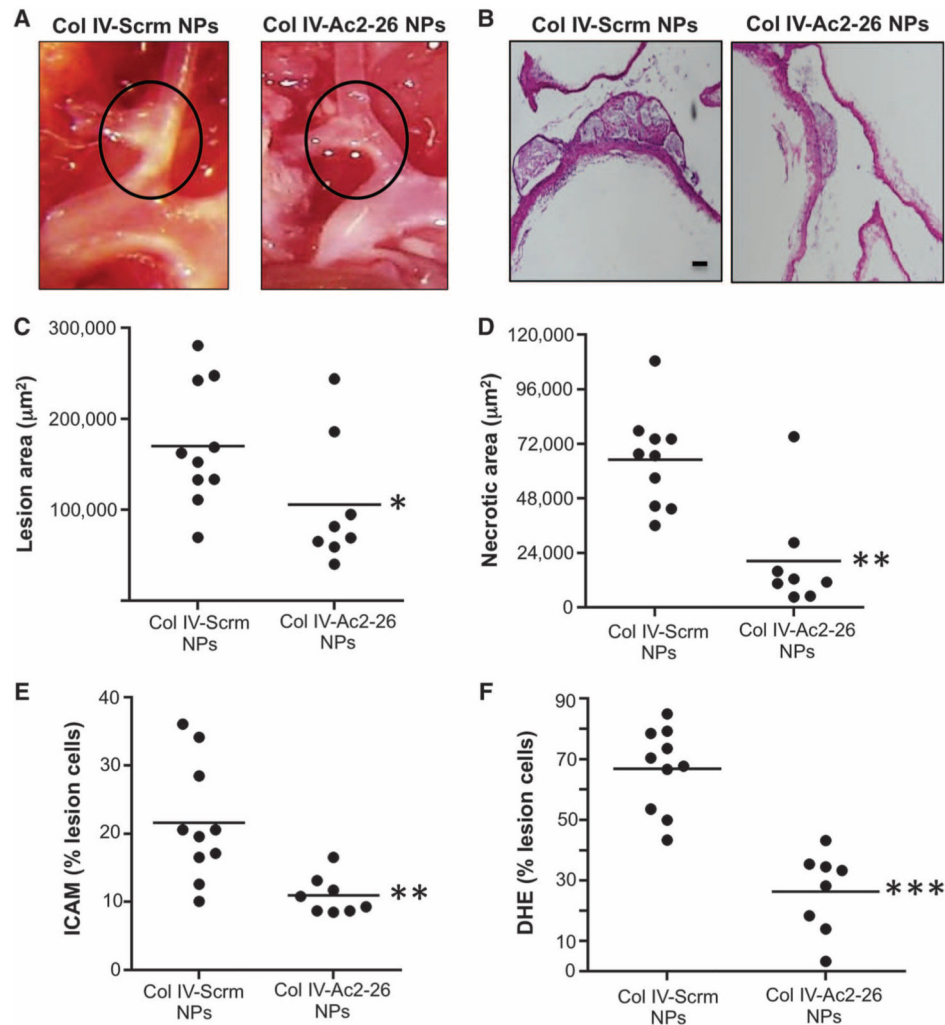 A
Col IV-Scrm NPs
Col IV-Ac2-26 NPs
B
Col IV-Scrm NPs
Col IV-Ac2-26 NPs
C
Lesion area (μm²)
300,000
200,000
100,000
*
Col IV-Scrm
NPs
Col IV-Ac2-26
NPs
D
Necrotic area (μm²)
120,000
96,000
72,000
48,000
24,000
0
**
Col IV-Scrm
NPs
Col IV-Ac2-26
NPs
E
ICAM (% lesion cells)
40
30
20
10
0
**
Col IV-Scrm
NPs
Col IV-Ac2-26
NPs
F
DHE (% lesion cells)
90
70
50
30
10
0
***
Col IV-Scrm
NPs
Col IV-Ac2-26
NPs